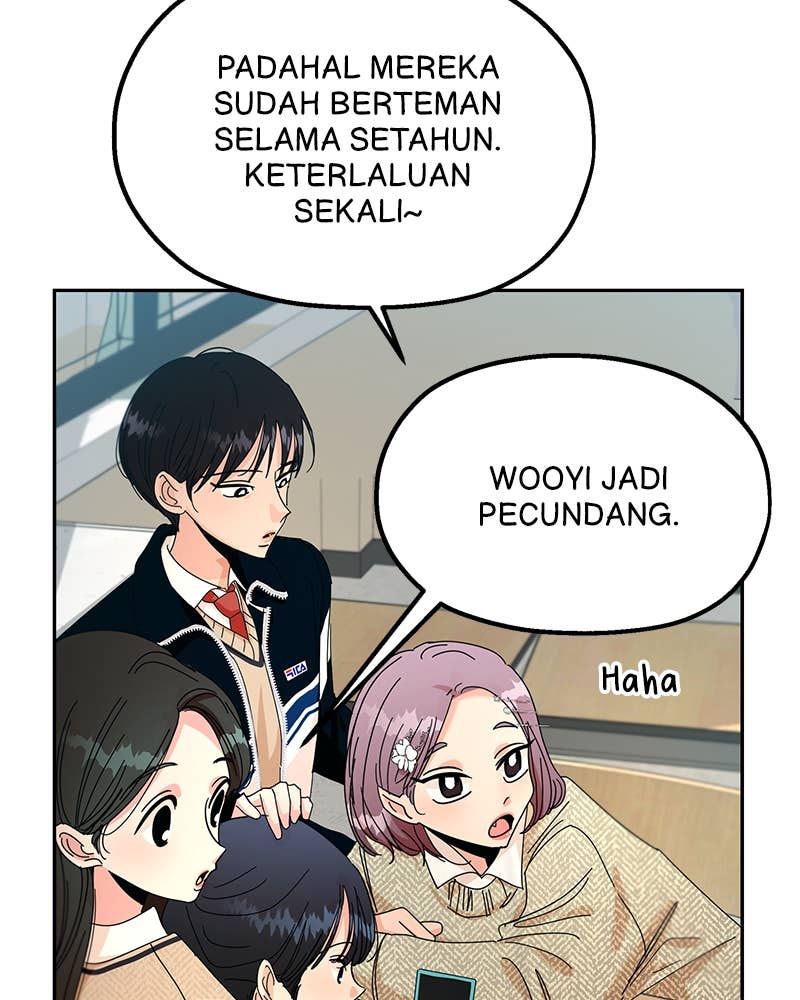 PADAHAL MEREKA
SUDAH BERTEMAN
SELAMA SETAHUN.
KETERLALUAN
SEKALI~
WOOYI JADI
PECUNDANG.
Haha